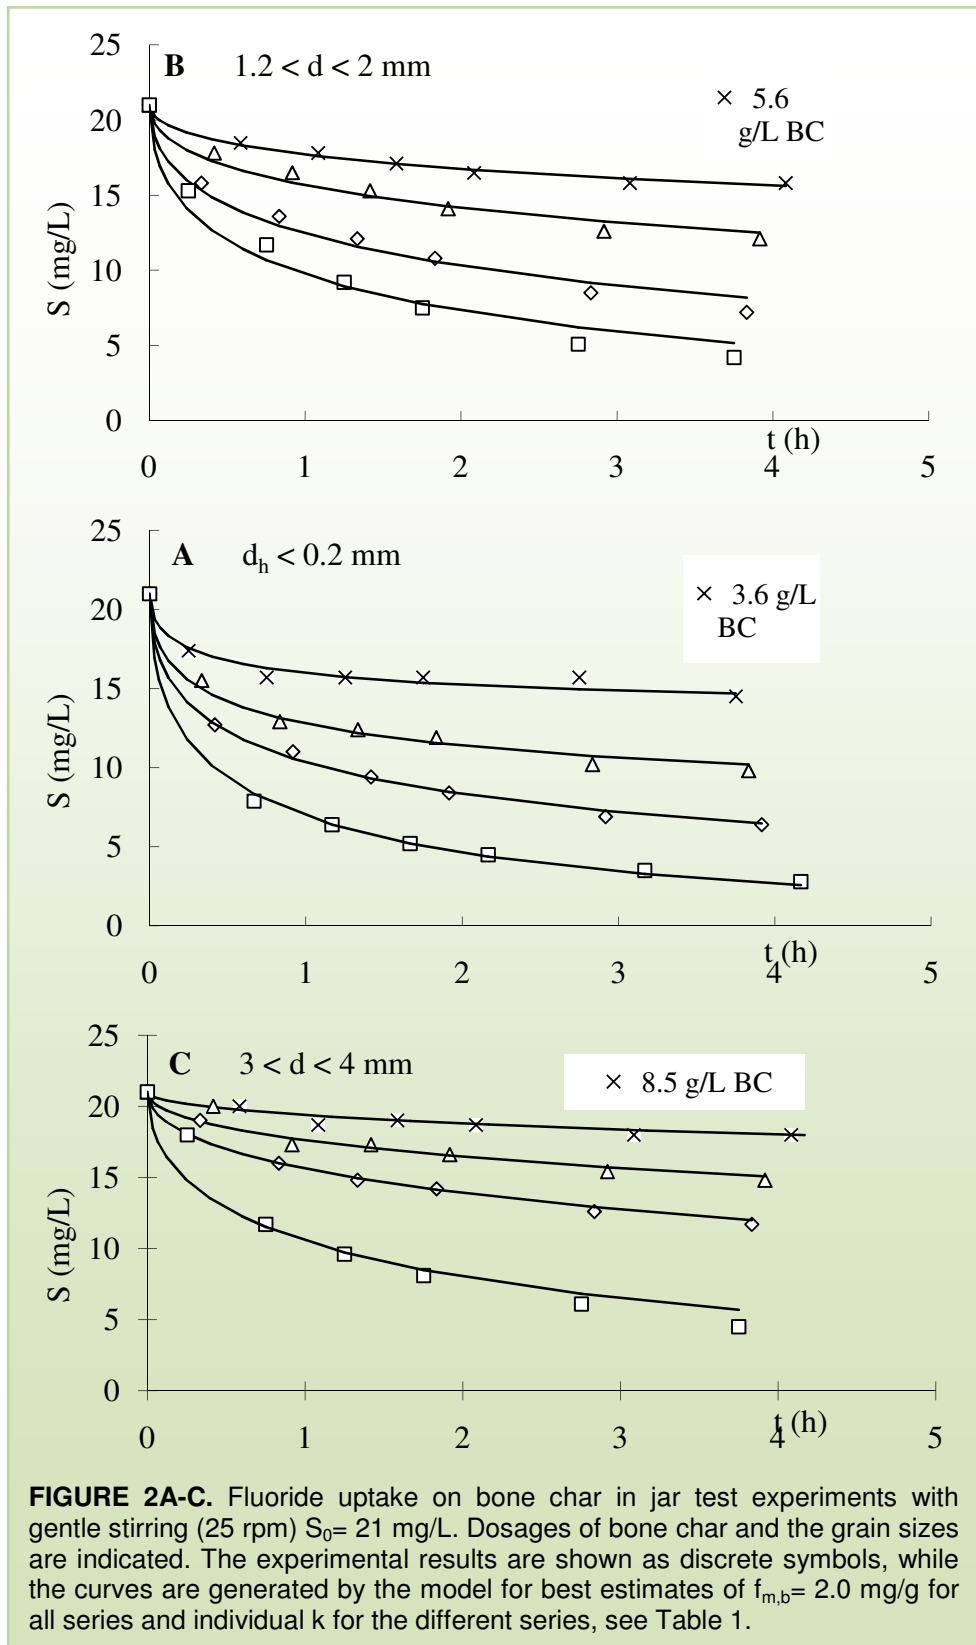 25
20
15
10
5
0
S (mg/L)
B 1.2 < d < 2 mm
× 5.6
g/L BC
t (h)
0 1 2 3 4 5
25
20
15
10
5
0
S (mg/L)
A d_h < 0.2 mm
× 3.6 g/L
BC
t (h)
0 1 2 3 4 5
25
20
15
10
5
0
S (mg/L)
C 3 < d < 4 mm
× 8.5 g/L BC
t (h)
0 1 2 3 4 5
FIGURE 2A-C. Fluoride uptake on bone char in jar test experiments with
gentle stirring (25 rpm) S₀= 21 mg/L. Dosages of bone char and the grain sizes
are indicated. The experimental results are shown as discrete symbols, while
the curves are generated by the model for best estimates of f_m,b= 2.0 mg/g for
all series and individual k for the different series, see Table 1.